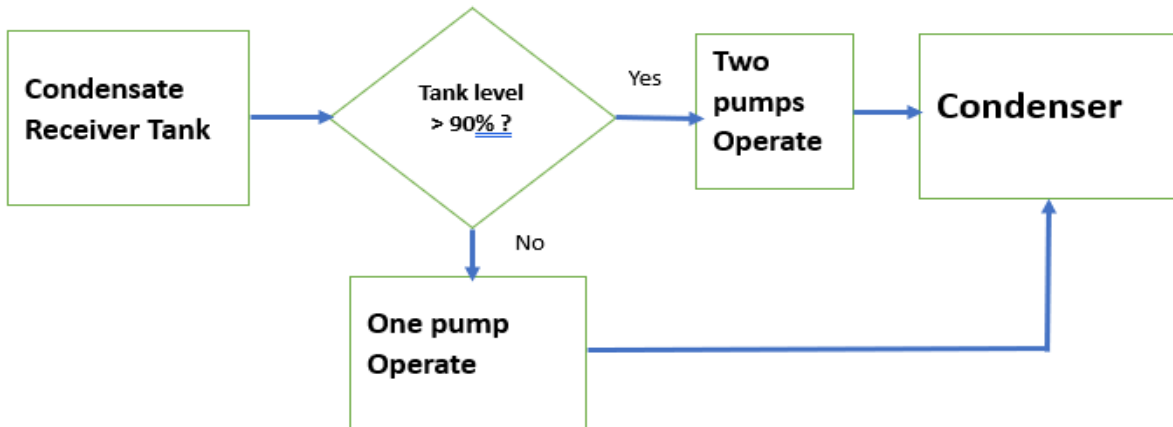 Condensate
Receiver Tank
Tank level
> 90% ?
Yes
Two
pumps
Operate
Condenser
No
One pump
Operate